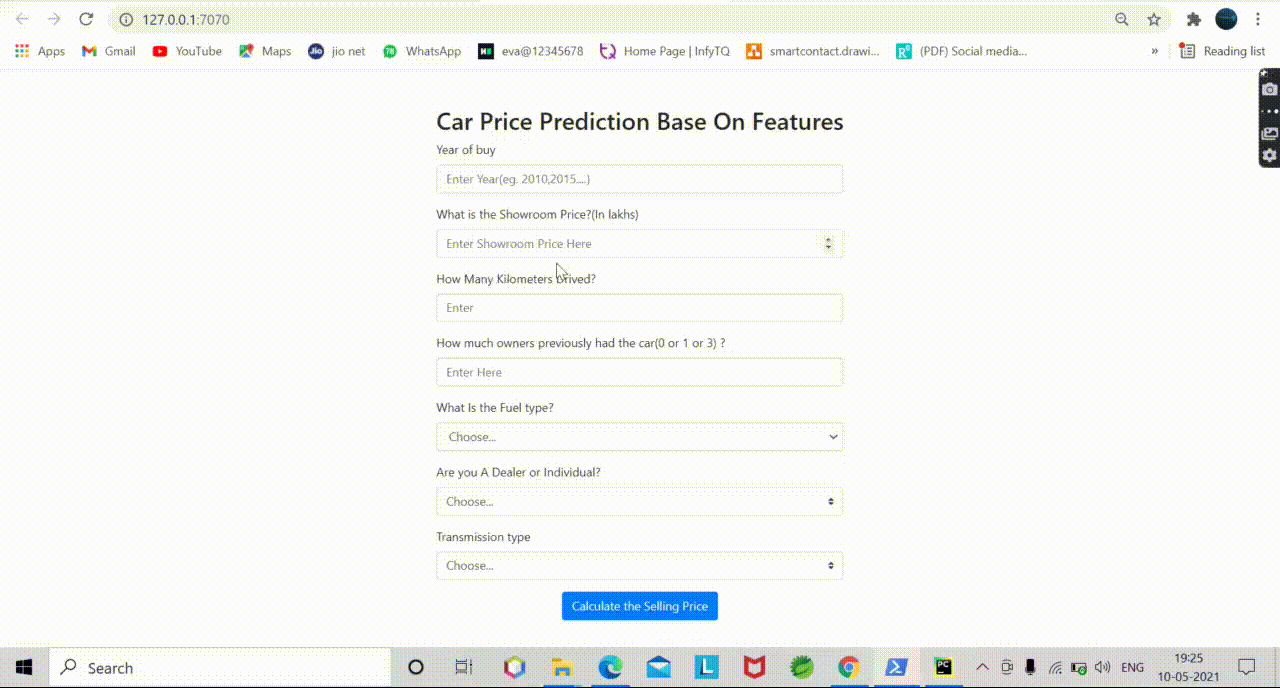 127.0.0.1:7070
Apps Gmail YouTube Maps Jio jio net WhatsApp eva@12345678 Home Page | InfyTQ smartcontact.drawi... (PDF) Social media... » Reading list
Car Price Prediction Base On Features
Year of buy
Enter Year(eg. 2010,2015....)
What is the Showroom Price?(In lakhs)
Enter Showroom Price Here
How Many Kilometers Drived?
Enter
How much owners previously had the car(0 or 1 or 3) ?
Enter Here
What Is the Fuel type?
Choose...
Are you A Dealer or Individual?
Choose...
Transmission type
Choose...
Calculate the Selling Price
Search L PC ENG 19:25
10-05-2021